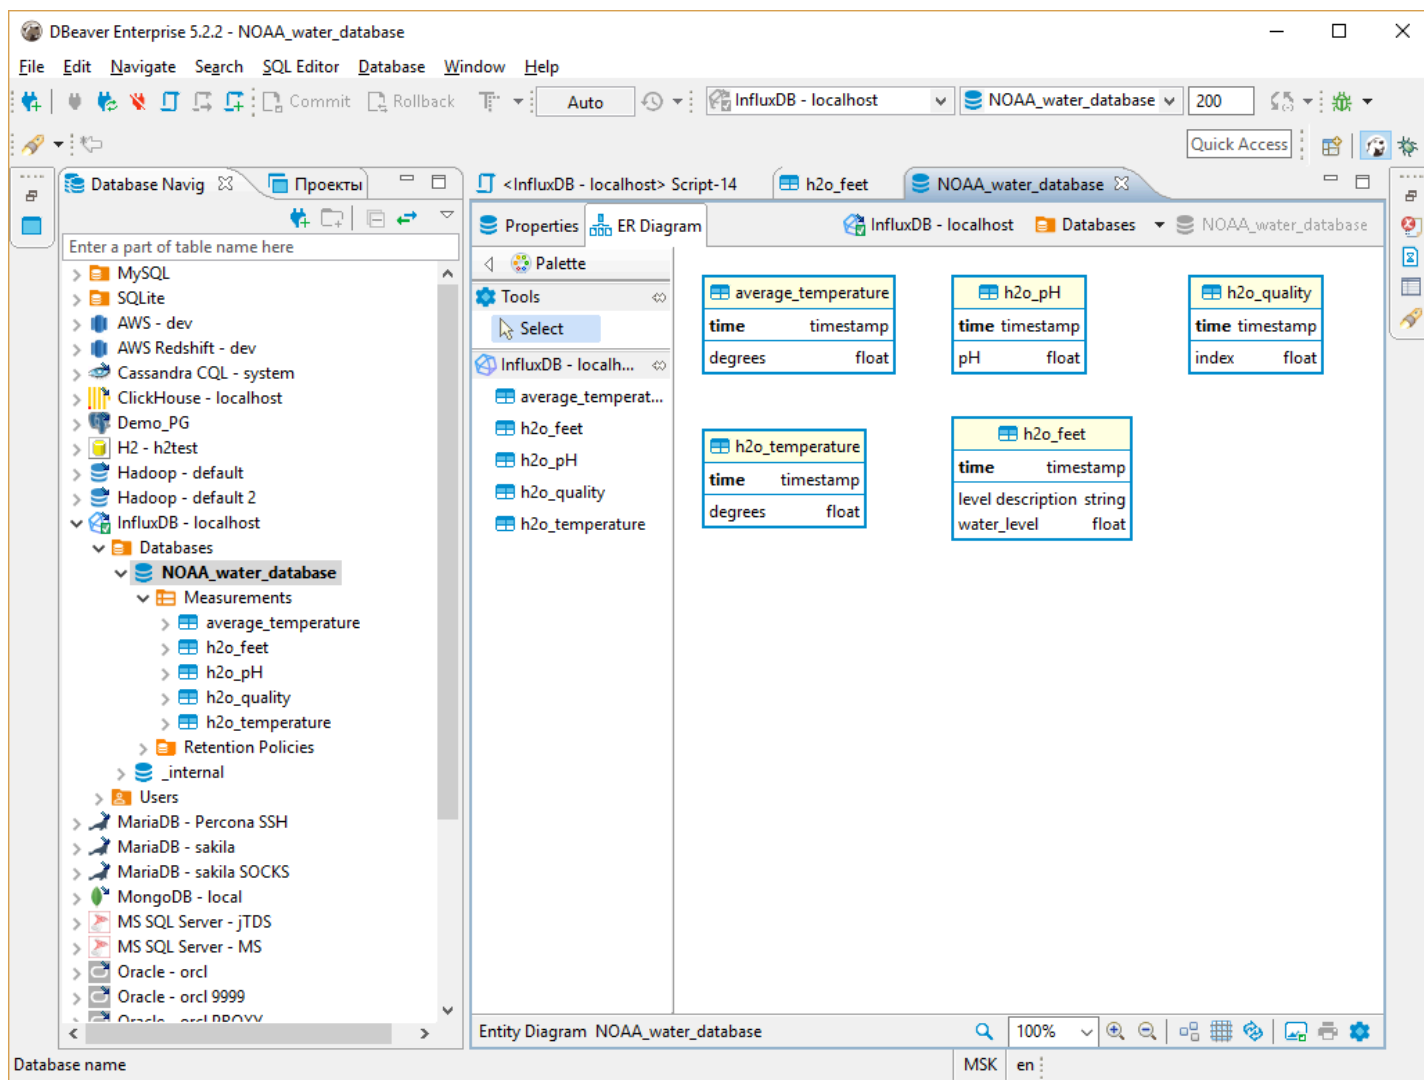 DBeaver Enterprise 5.2.2 - NOAA_water_database
File Edit Navigate Search SQL Editor Database Window Help
Commit Rollback Auto InfluxDB - localhost NOAA_water_database 200
Quick Access
Database Navig Проекты
Enter a part of table name here
MySQL
SQLite
AWS - dev
AWS Redshift - dev
Cassandra CQL - system
ClickHouse - localhost
Demo_PG
H2 - h2test
Hadoop - default
Hadoop - default 2
InfluxDB - localhost
Databases
NOAA_water_database
Measurements
average_temperature
h2o_feet
h2o_pH
h2o_quality
h2o_temperature
Retention Policies
_internal
Users
MariaDB - Percona SSH
MariaDB - sakila
MariaDB - sakila SOCKS
MongoDB - local
MS SQL Server - jTDS
MS SQL Server - MS
Oracle - orcl
Oracle - orcl 9999
Oracle - orcl PROXY
<InfluxDB - localhost> Script-14 h2o_feet NOAA_water_database
Properties ER Diagram InfluxDB - localhost Databases NOAA_water_database
Palette
Tools
Select
InfluxDB - localh...
average_temperat...
h2o_feet
h2o_pH
h2o_quality
h2o_temperature
average_temperature
time timestamp
degrees float
h2o_pH
time timestamp
pH float
h2o_quality
time timestamp
index float
h2o_temperature
time timestamp
degrees float
h2o_feet
time timestamp
level description string
water_level float
Entity Diagram NOAA_water_database 100%
Database name MSK en